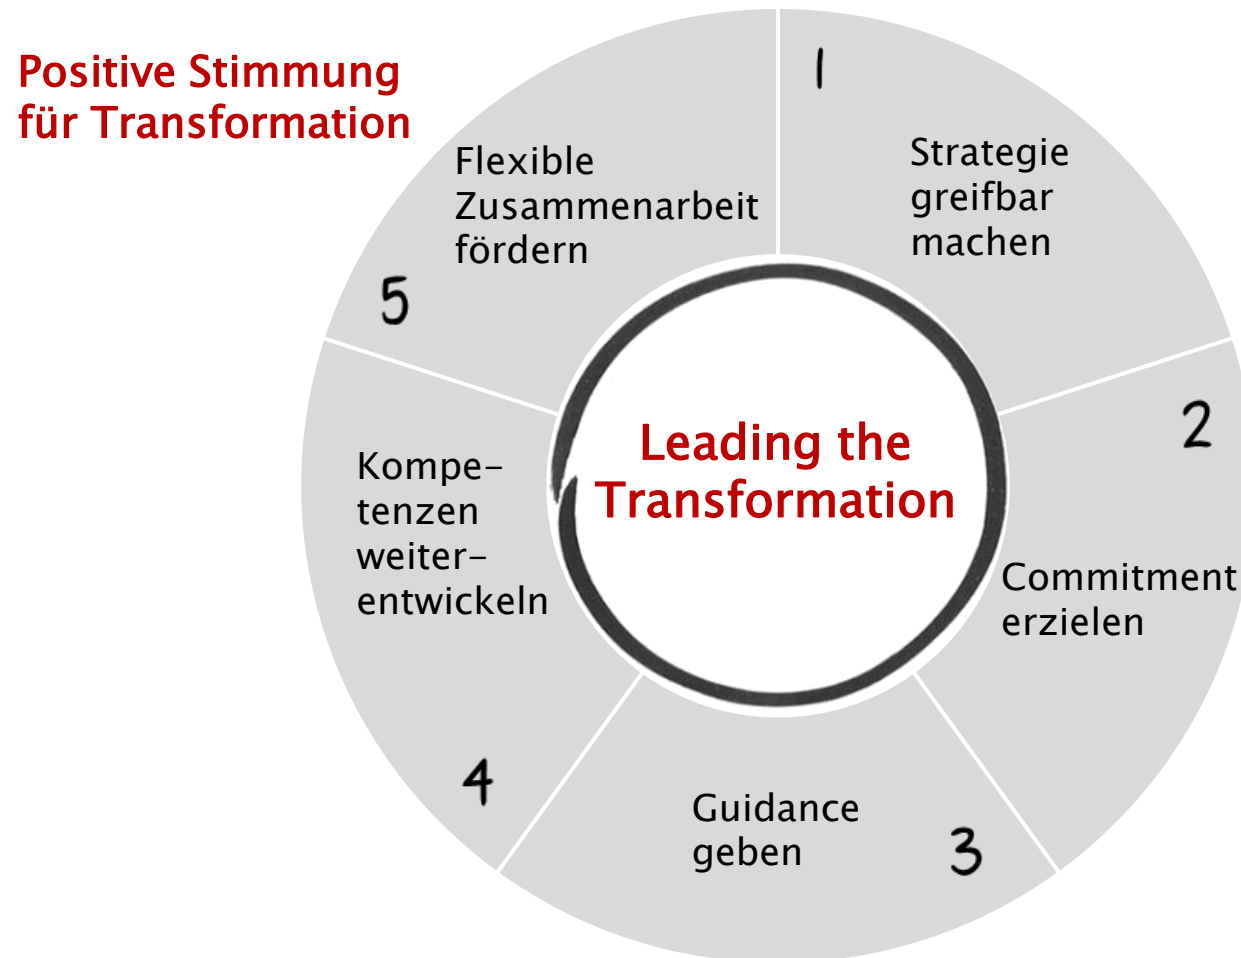 Positive Stimmung
für Transformation
1
Strategie
greifbar
machen
2
Commitment
erzielen
3
Guidance
geben
4
Kompe-
tenzen
weiter-
entwickeln
5
Flexible
Zusammenarbeit
fördern
Leading the
Transformation